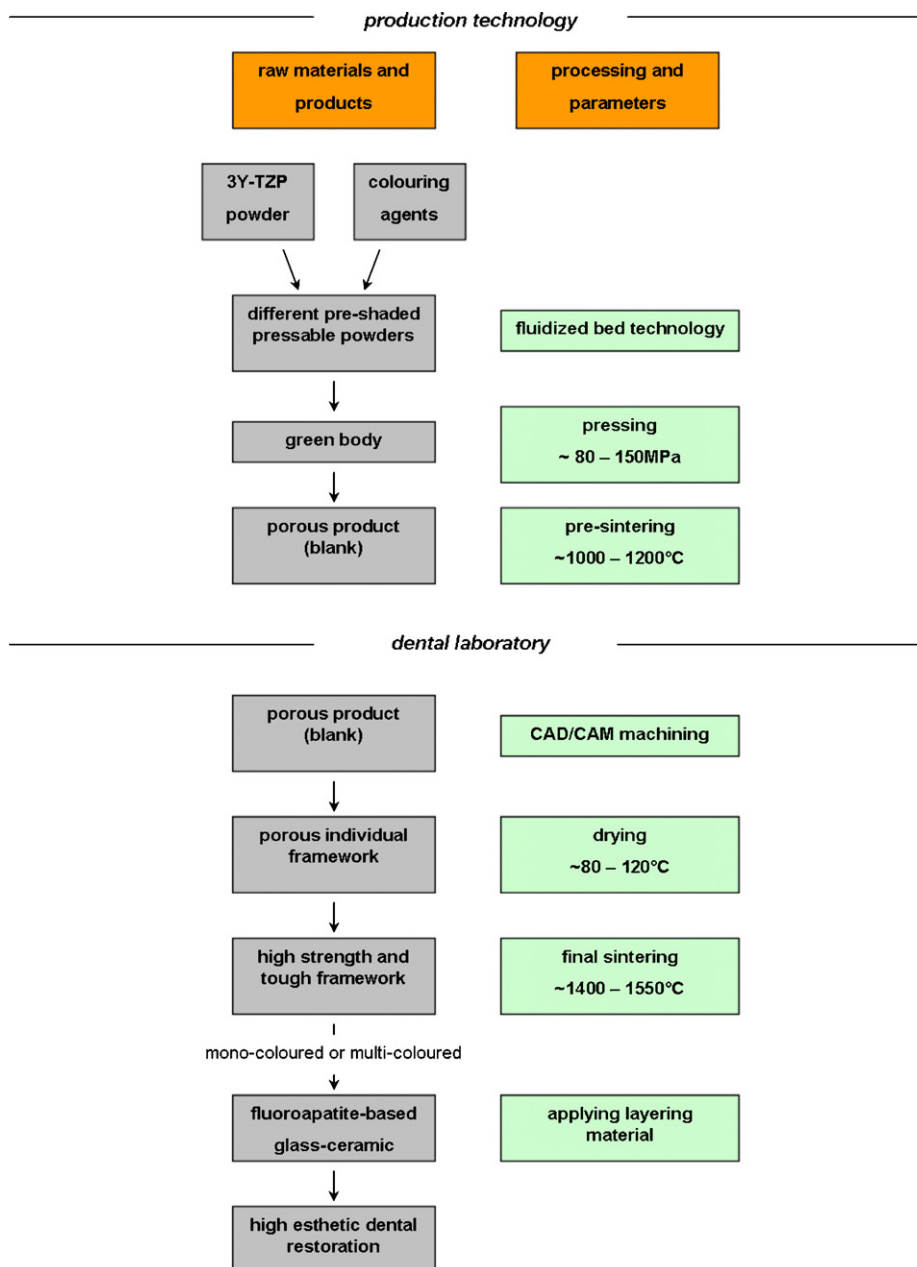 production technology
raw materials and
products
processing and
parameters
3Y-TZP
powder
colouring
agents
different pre-shaded
pressable powders
fluidized bed technology
green body
pressing
~ 80 – 150MPa
porous product
(blank)
pre-sintering
~1000 – 1200°C
dental laboratory
porous product
(blank)
CAD/CAM machining
porous individual
framework
drying
~80 – 120°C
high strength and
tough framework
final sintering
~1400 – 1550°C
mono-coloured or multi-coloured
fluoroapatite-based
glass-ceramic
applying layering
material
high esthetic dental
restoration